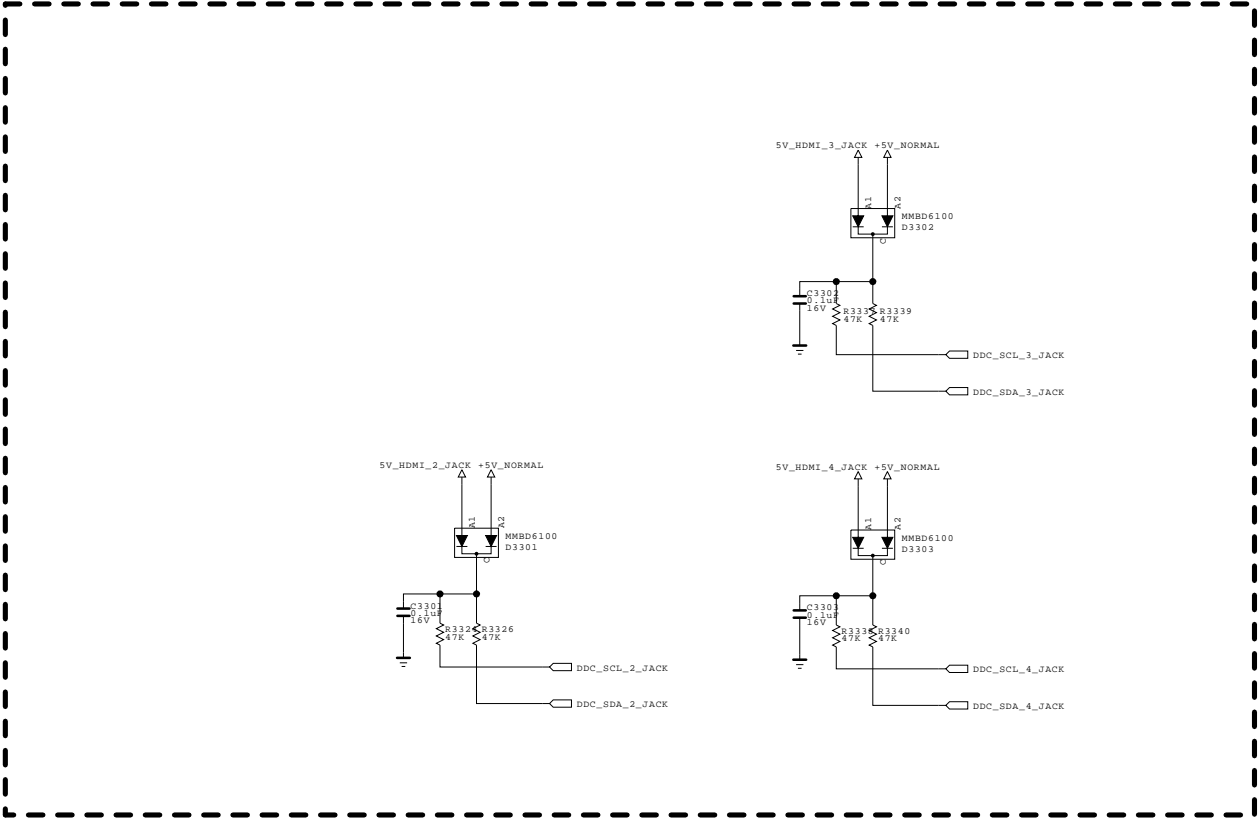 5V_HDMI_3_JACK +5V_NORMAL
A1
A2
MMBD6100
D3302
C
C3302
0.1uF
16V
R3339
47K
47K
DDC_SCL_3_JACK
DDC_SDA_3_JACK
5V_HDMI_2_JACK +5V_NORMAL
A1
A2
MMBD6100
D3301
C
C3301
0.1uF
16V
R3326
47K
47K
DDC_SCL_2_JACK
DDC_SDA_2_JACK
5V_HDMI_4_JACK +5V_NORMAL
A1
A2
MMBD6100
D3303
C
C3303
0.1uF
16V
R3340
47K
47K
DDC_SCL_4_JACK
DDC_SDA_4_JACK